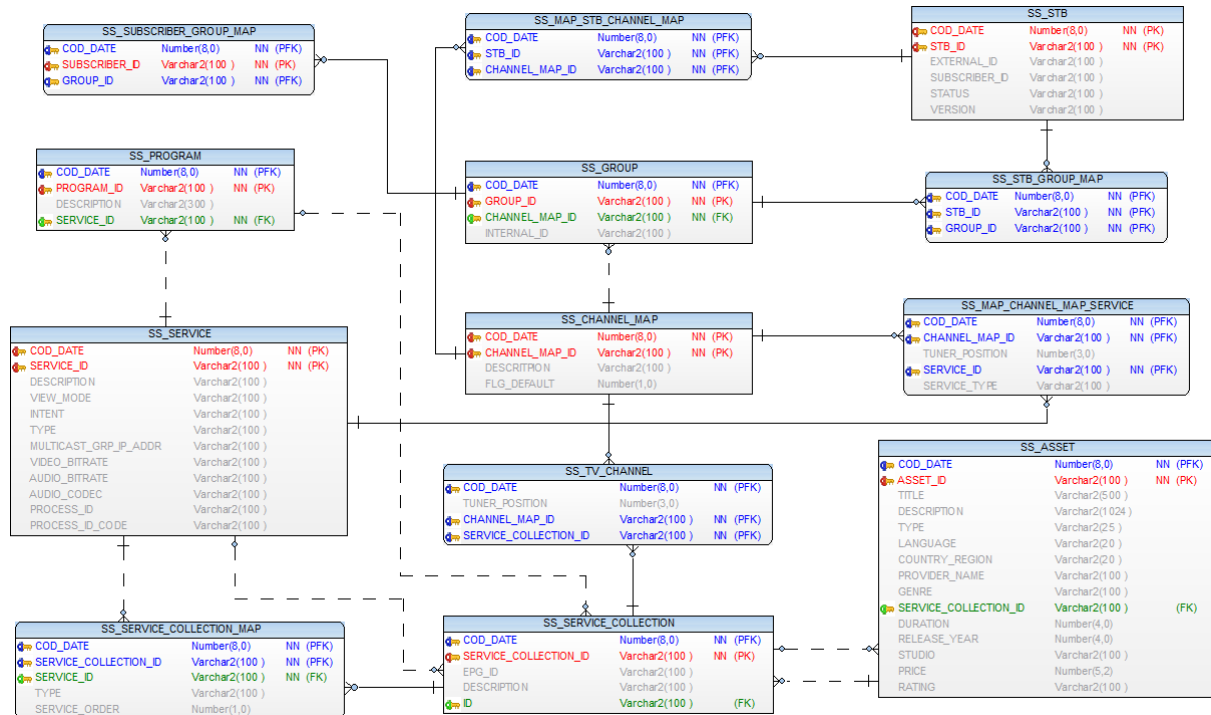 SS_SUBSCRIBER_GROUP_MAP
COD_DATE Number(8,0) NN (PFK)
SUBSCRIBER_ID Varchar2(100 ) NN (PK)
GROUP_ID Varchar2(100 ) NN (PFK)
SS_MAP_STB_CHANNEL_MAP
COD_DATE Number(8,0) NN (PFK)
STB_ID Varchar2(100 ) NN (PFK)
CHANNEL_MAP_ID Varchar2(100 ) NN (PFK)
SS_STB
COD_DATE Number(8,0) NN (PK)
STB_ID Varchar2(100 ) NN (PK)
EXTERNAL_ID Varchar2(100 )
SUBSCRIBER_ID Varchar2(100 )
STATUS Varchar2(100 )
VERSION Varchar2(100 )
SS_PROGRAM
COD_DATE Number(8,0) NN (PFK)
PROGRAM_ID Varchar2(100 ) NN (PK)
DESCRIPTION Varchar2(300 )
SERVICE_ID Varchar2(100 ) NN (FK)
SS_GROUP
COD_DATE Number(8,0) NN (PFK)
GROUP_ID Varchar2(100 ) NN (PK)
CHANNEL_MAP_ID Varchar2(100 ) NN (FK)
INTERNAL_ID Varchar2(100 )
SS_STB_GROUP_MAP
COD_DATE Number(8,0) NN (PFK)
STB_ID Varchar2(100 ) NN (PFK)
GROUP_ID Varchar2(100 ) NN (PFK)
SS_SERVICE
COD_DATE Number(8,0) NN (PK)
SERVICE_ID Varchar2(100 ) NN (PK)
DESCRIPTION Varchar2(100 )
VIEW_MODE Varchar2(100 )
INTENT Varchar2(100 )
TYPE Varchar2(100 )
MULTICAST_GRP_IP_ADDR Varchar2(100 )
VIDEO_BITRATE Varchar2(100 )
AUDIO_BITRATE Varchar2(100 )
AUDIO_CODEC Varchar2(100 )
PROCESS_ID Varchar2(100 )
PROCESS_ID_CODE Varchar2(100 )
SS_CHANNEL_MAP
COD_DATE Number(8,0) NN (PK)
CHANNEL_MAP_ID Varchar2(100 ) NN (PK)
DESCRITPION Varchar2(100 )
FLG_DEFAULT Number(1,0)
SS_MAP_CHANNEL_MAP_SERVICE
COD_DATE Number(8,0) NN (PFK)
CHANNEL_MAP_ID Varchar2(100 ) NN (PFK)
TUNER_POSITION Number(3,0)
SERVICE_ID Varchar2(100 ) NN (PFK)
SERVICE_TYPE Varchar2(100 )
SS_TV_CHANNEL
COD_DATE Number(8,0) NN (PFK)
TUNER_POSITION Number(3,0)
CHANNEL_MAP_ID Varchar2(100 ) NN (PFK)
SERVICE_COLLECTION_ID Varchar2(100 ) NN (PFK)
SS_ASSET
COD_DATE Number(8,0) NN (PFK)
ASSET_ID Varchar2(100 ) NN (PK)
TITLE Varchar2(500 )
DESCRIPTION Varchar2(1024 )
TYPE Varchar2(25 )
LANGUAGE Varchar2(20 )
COUNTRY_REGION Varchar2(20 )
PROVIDER_NAME Varchar2(100 )
GENRE Varchar2(100 )
SERVICE_COLLECTION_ID Varchar2(100 ) (FK)
DURATION Number(4,0)
RELEASE_YEAR Number(4,0)
STUDIO Varchar2(100 )
PRICE Number(5,2)
RATING Varchar2(100 )
SS_SERVICE_COLLECTION_MAP
COD_DATE Number(8,0) NN (PFK)
SERVICE_COLLECTION_ID Varchar2(100 ) NN (PFK)
SERVICE_ID Varchar2(100 ) NN (FK)
TYPE Varchar2(100 )
SERVICE_ORDER Number(1,0)
SS_SERVICE_COLLECTION
COD_DATE Number(8,0) NN (PFK)
SERVICE_COLLECTION_ID Varchar2(100 ) NN (PK)
EPG_ID Varchar2(100 )
DESCRIPTION Varchar2(100 )
ID Varchar2(100 ) (FK)